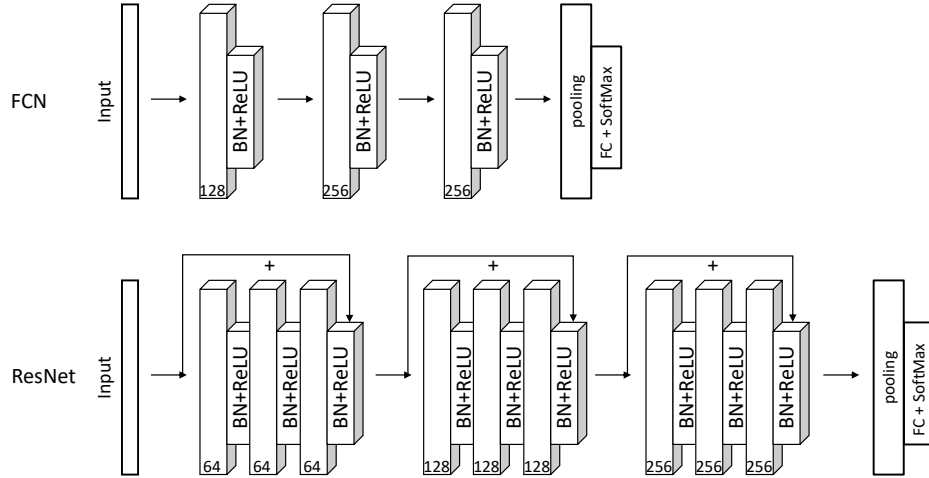 FCN
Input
128
BN+ReLU
256
BN+ReLU
256
BN+ReLU
pooling
FC + SoftMax
ResNet
Input
+
64
BN+ReLU
64
BN+ReLU
64
BN+ReLU
+
128
BN+ReLU
128
BN+ReLU
128
BN+ReLU
+
256
BN+ReLU
256
BN+ReLU
256
BN+ReLU
pooling
FC + SoftMax